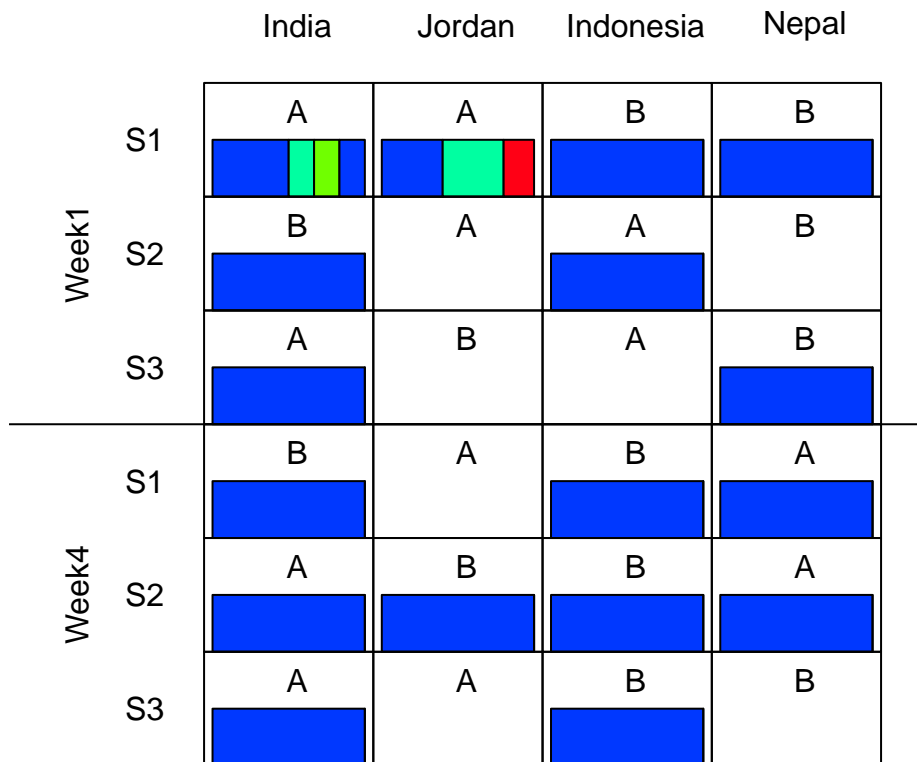 India Jordan Indonesia Nepal
Week1
S1 A A B B
S2 B A A B
S3 A B A B
Week4
S1 B A B A
S2 A B B A
S3 A A B B